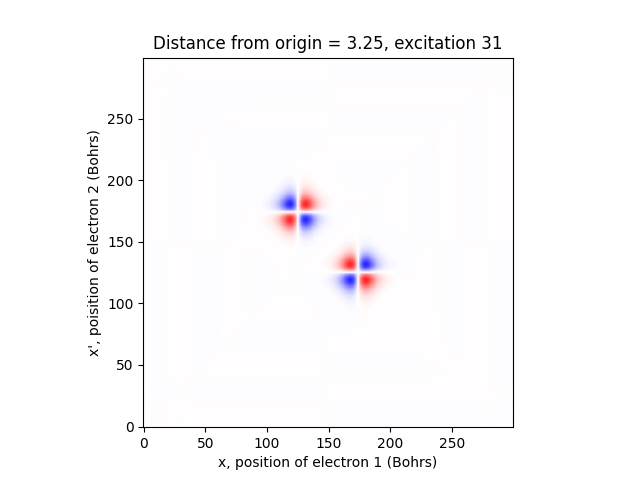 Distance from origin = 3.25, excitation 31
250
200
150
100
50
0
x', poisition of electron 2 (Bohrs)
0 50 100 150 200 250
x, position of electron 1 (Bohrs)